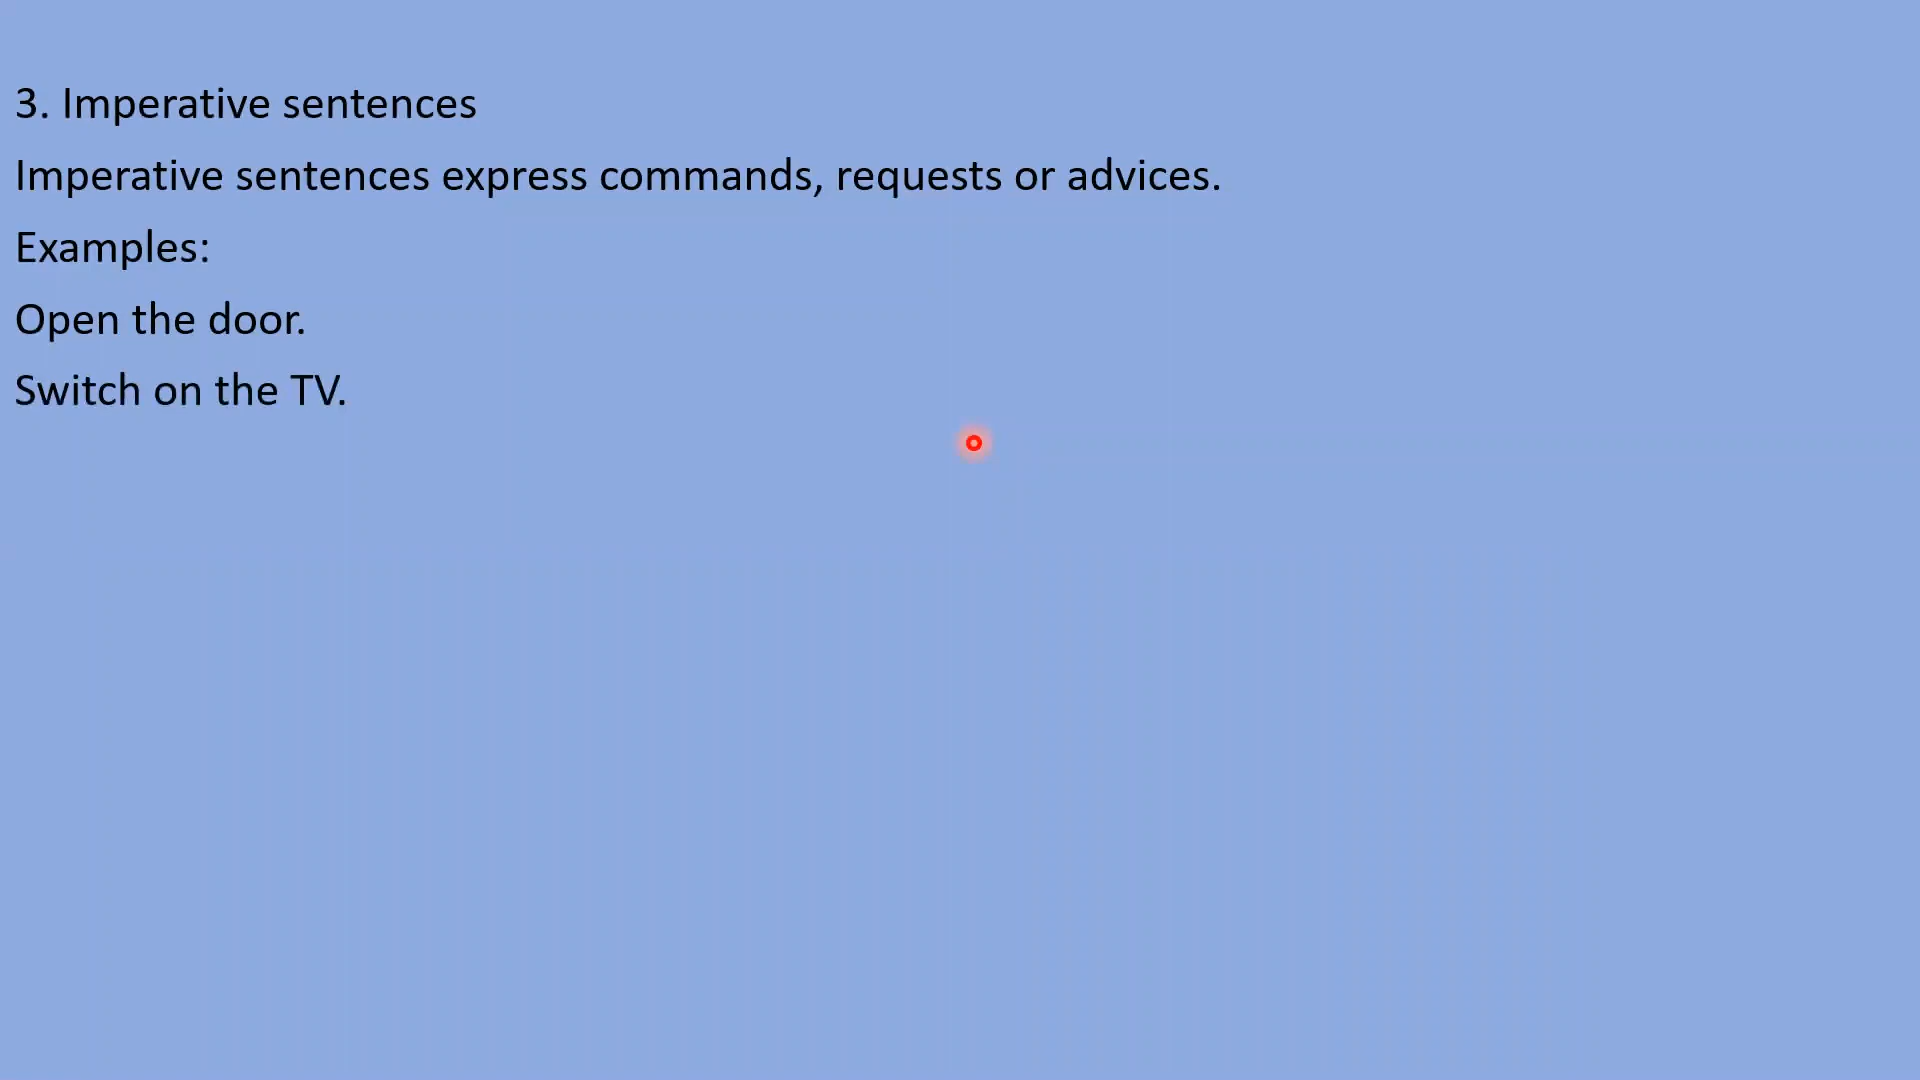 3. Imperative sentences
Imperative sentences express commands, requests or advices.
Examples:
Open the door.
Switch on the TV.